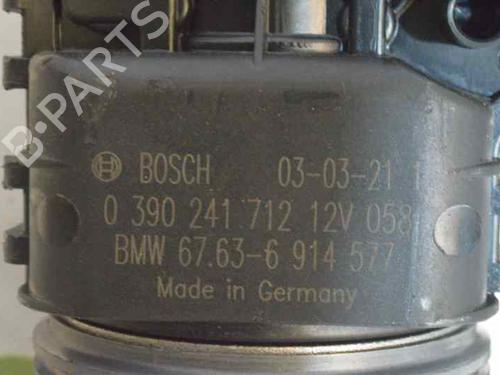 B-PARTS
BOSCH 03-03-21 1
0 390 241 712 12V 058
BMW 67.63-6 914 577
Made in Germany